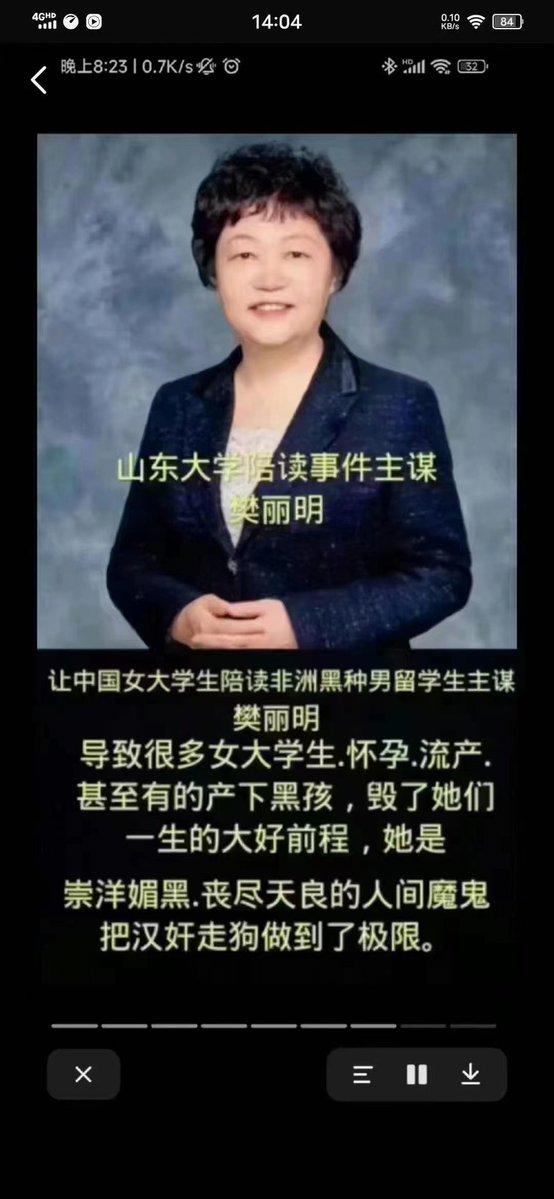 4GHD
14:04
0.10 KB/s
84
晚上8:23 | 0.7K/s
HD
32
山东大学陪读事件主谋
樊丽明
让中国女大学生陪读非洲黑种男留学生主谋
樊丽明
导致很多女大学生.怀孕.流产.
甚至有的产下黑孩，毁了她们
一生的大好前程，她是
崇洋媚黑.丧尽天良的人间魔鬼
把汉奸走狗做到了极限。